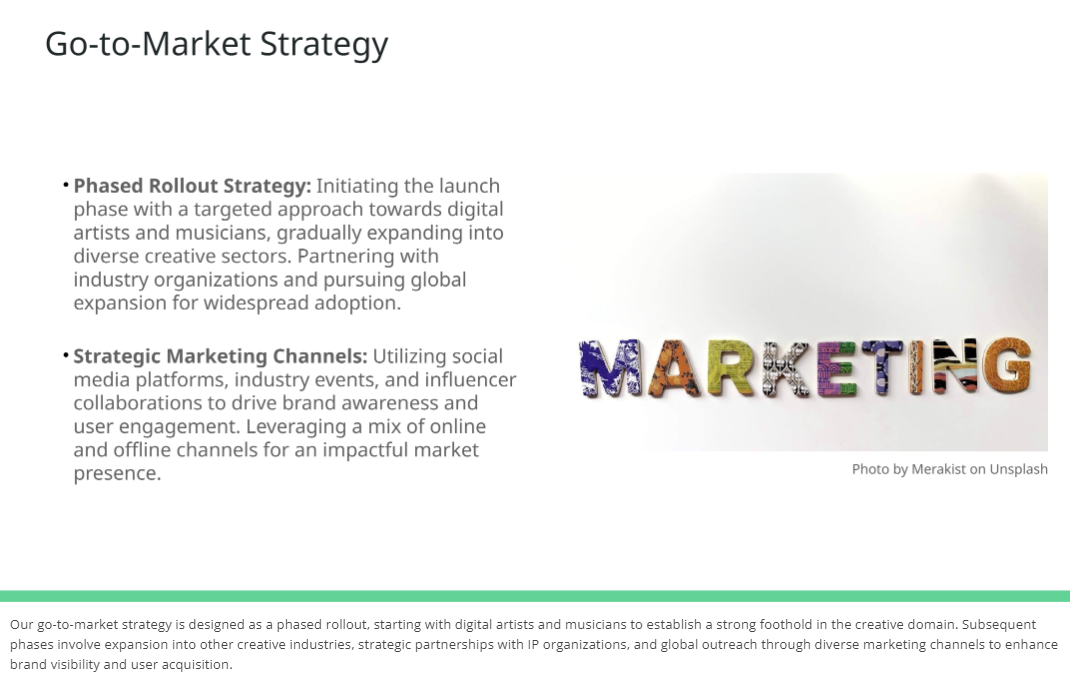 Go-to-Market Strategy
• Phased Rollout Strategy: Initiating the launch
phase with a targeted approach towards digital
artists and musicians, gradually expanding into
diverse creative sectors. Partnering with
industry organizations and pursuing global
expansion for widespread adoption.
• Strategic Marketing Channels: Utilizing social
media platforms, industry events, and influencer
collaborations to drive brand awareness and
user engagement. Leveraging a mix of online
and offline channels for an impactful market
presence.
MARKETING
Photo by Merakist on Unsplash
Our go-to-market strategy is designed as a phased rollout, starting with digital artists and musicians to establish a strong foothold in the creative domain. Subsequent
phases involve expansion into other creative industries, strategic partnerships with IP organizations, and global outreach through diverse marketing channels to enhance
brand visibility and user acquisition.